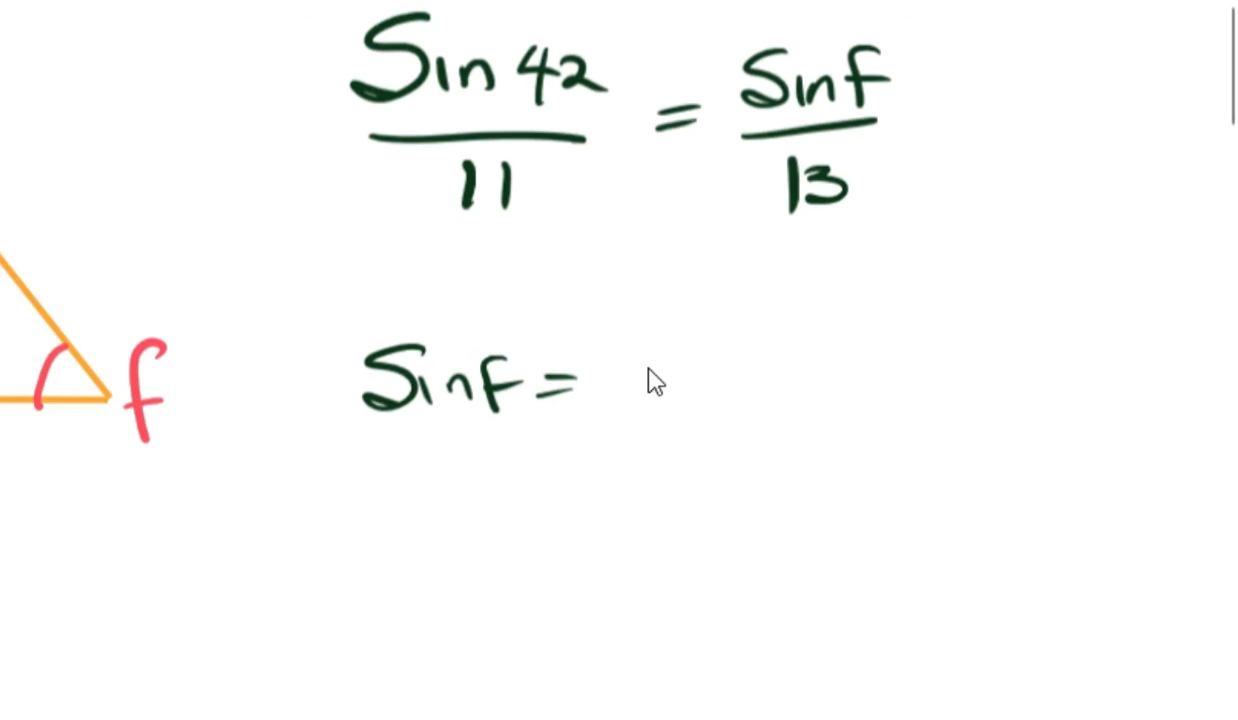 Sin 42 = Sin f
11 13
f
Sin f =